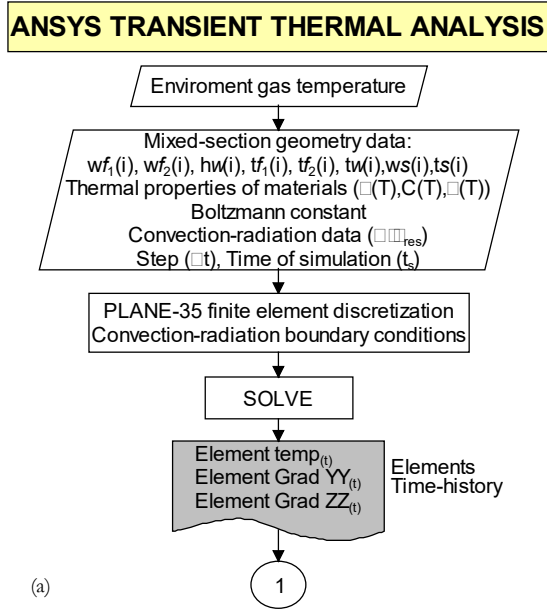 ANSYS TRANSIENT THERMAL ANALYSIS
Enviroment gas temperature
Mixed-section geometry data:
wf₁(i), wf₂(i), hw(i), tf₁(i), tf₂(i), tw(i),ws(i),ts(i)
Thermal properties of materials (□(T),C(T),□(T))
Boltzmann constant
Convection-radiation data (□□□res)
Step (□t), Time of simulation (ts)
PLANE-35 finite element discretization
Convection-radiation boundary conditions
SOLVE
Element temp(t)
Element Grad YY(t)
Element Grad ZZ(t)
Elements
Time-history
(a)
1